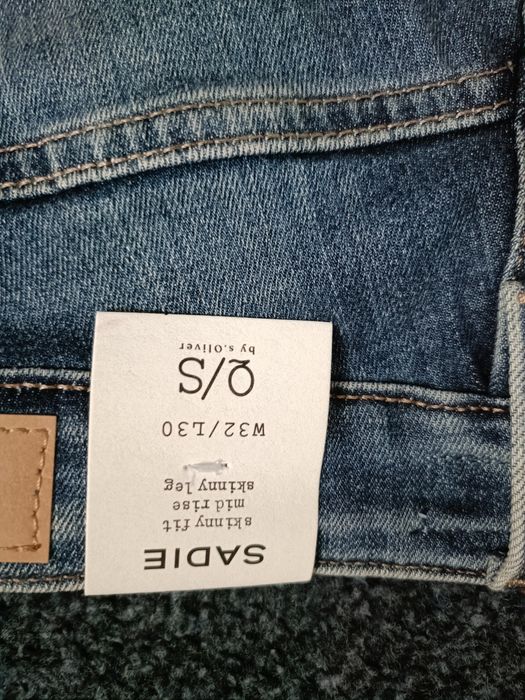 SADIE
skinny fit
mid rise
skinny leg
W32/L30
Q/S
by s.Oliver